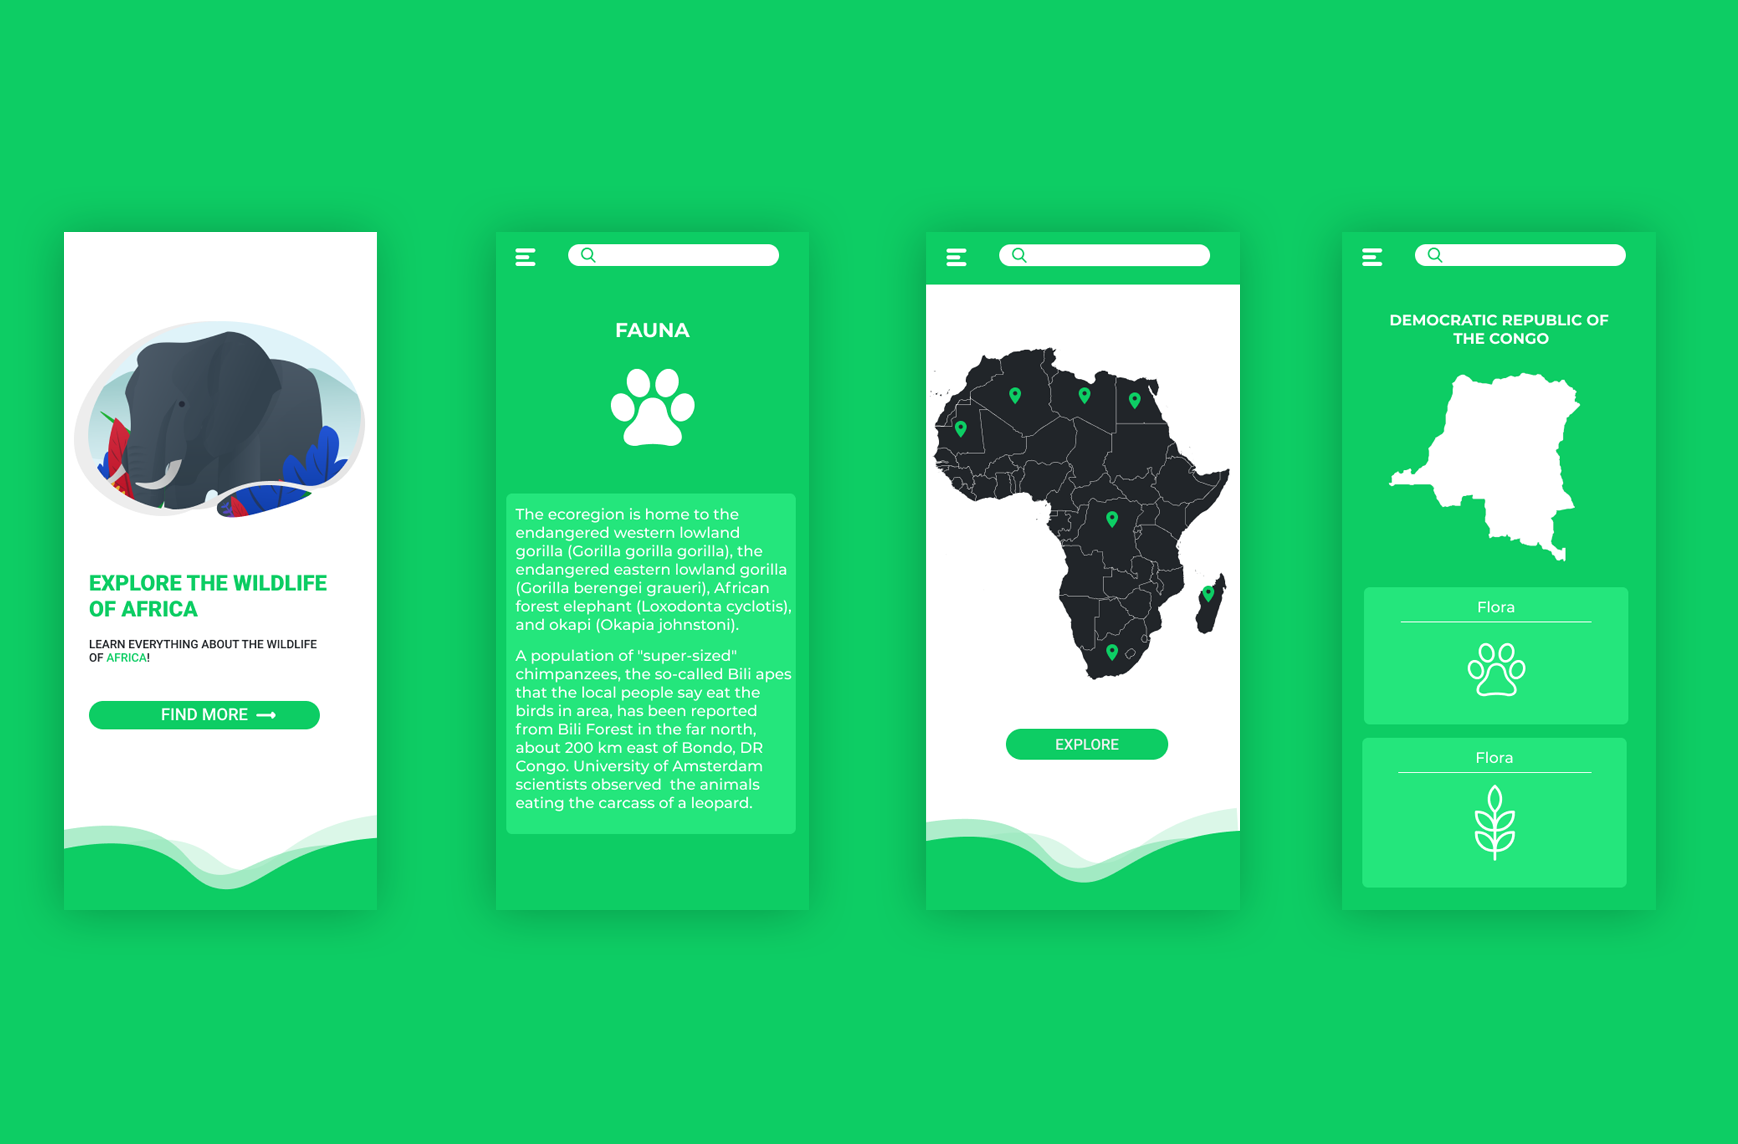 EXPLORE THE WILDLIFE
OF AFRICA
LEARN EVERYTHING ABOUT THE WILDLIFE
OF AFRICA!
FIND MORE
FAUNA
The ecoregion is home to the
endangered western lowland
gorilla (Gorilla gorilla gorilla), the
endangered eastern lowland gorilla
(Gorilla berengei graueri), African
forest elephant (Loxodonta cyclotis),
and okapi (Okapia johnstoni).
A population of "super-sized"
chimpanzees, the so-called Bili apes
that the local people say eat the
birds in area, has been reported
from Bili Forest in the far north,
about 200 km east of Bondo, DR
Congo. University of Amsterdam
scientists observed  the animals
eating the carcass of a leopard.
EXPLORE
DEMOCRATIC REPUBLIC OF
THE CONGO
Flora
Flora